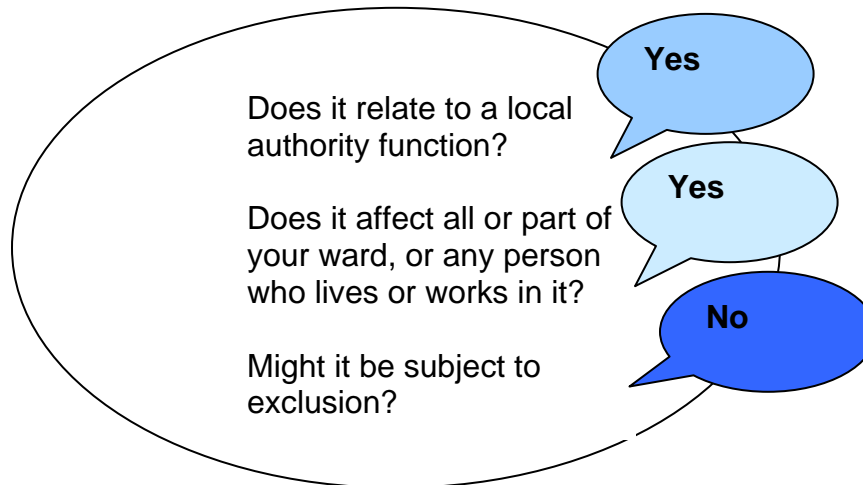 Yes
Does it relate to a local
authority function?
Yes
Does it affect all or part of
your ward, or any person
who lives or works in it?
No
Might it be subject to
exclusion?